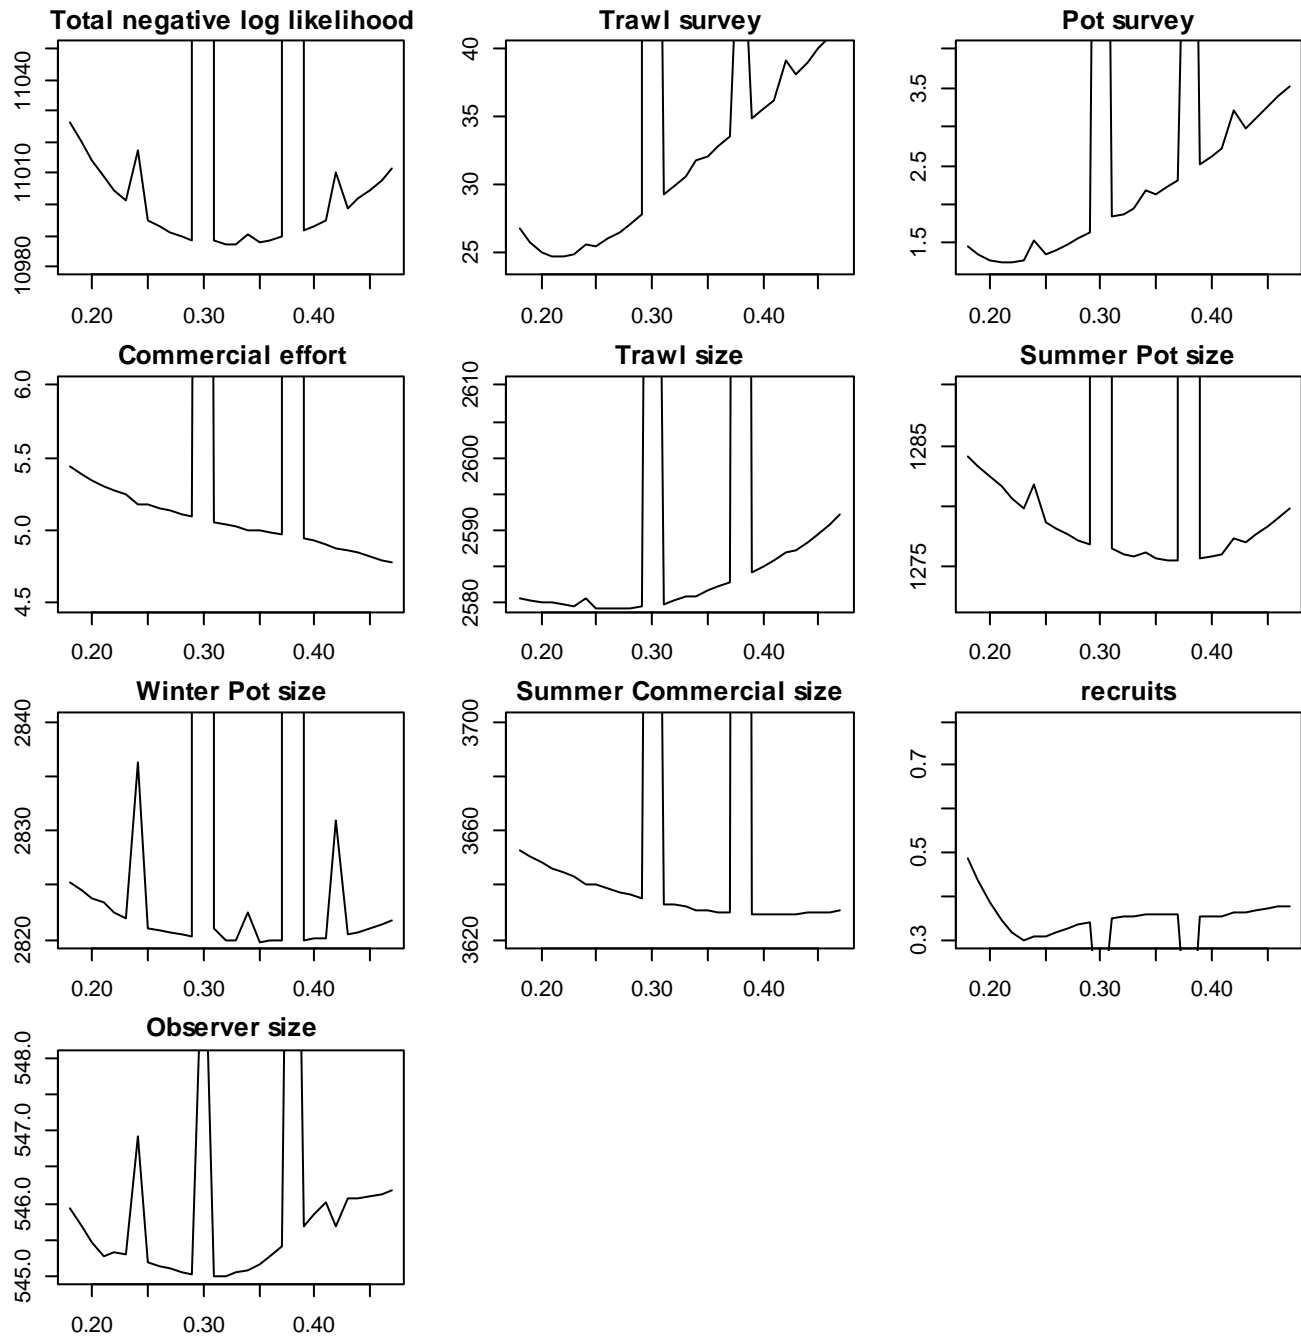 Total negative log likelihood
11040
11010
10980
0.20 0.30 0.40
Trawl survey
40
35
30
25
0.20 0.30 0.40
Pot survey
3.5
2.5
1.5
0.20 0.30 0.40
Commercial effort
6.0
5.5
5.0
4.5
0.20 0.30 0.40
Trawl size
2610
2600
2590
2580
0.20 0.30 0.40
Summer Pot size
1285
1275
0.20 0.30 0.40
Winter Pot size
2840
2830
2820
0.20 0.30 0.40
Summer Commercial size
3700
3660
3620
0.20 0.30 0.40
recruits
0.7
0.5
0.3
0.20 0.30 0.40
Observer size
548.0
547.0
546.0
545.0
0.20 0.30 0.40